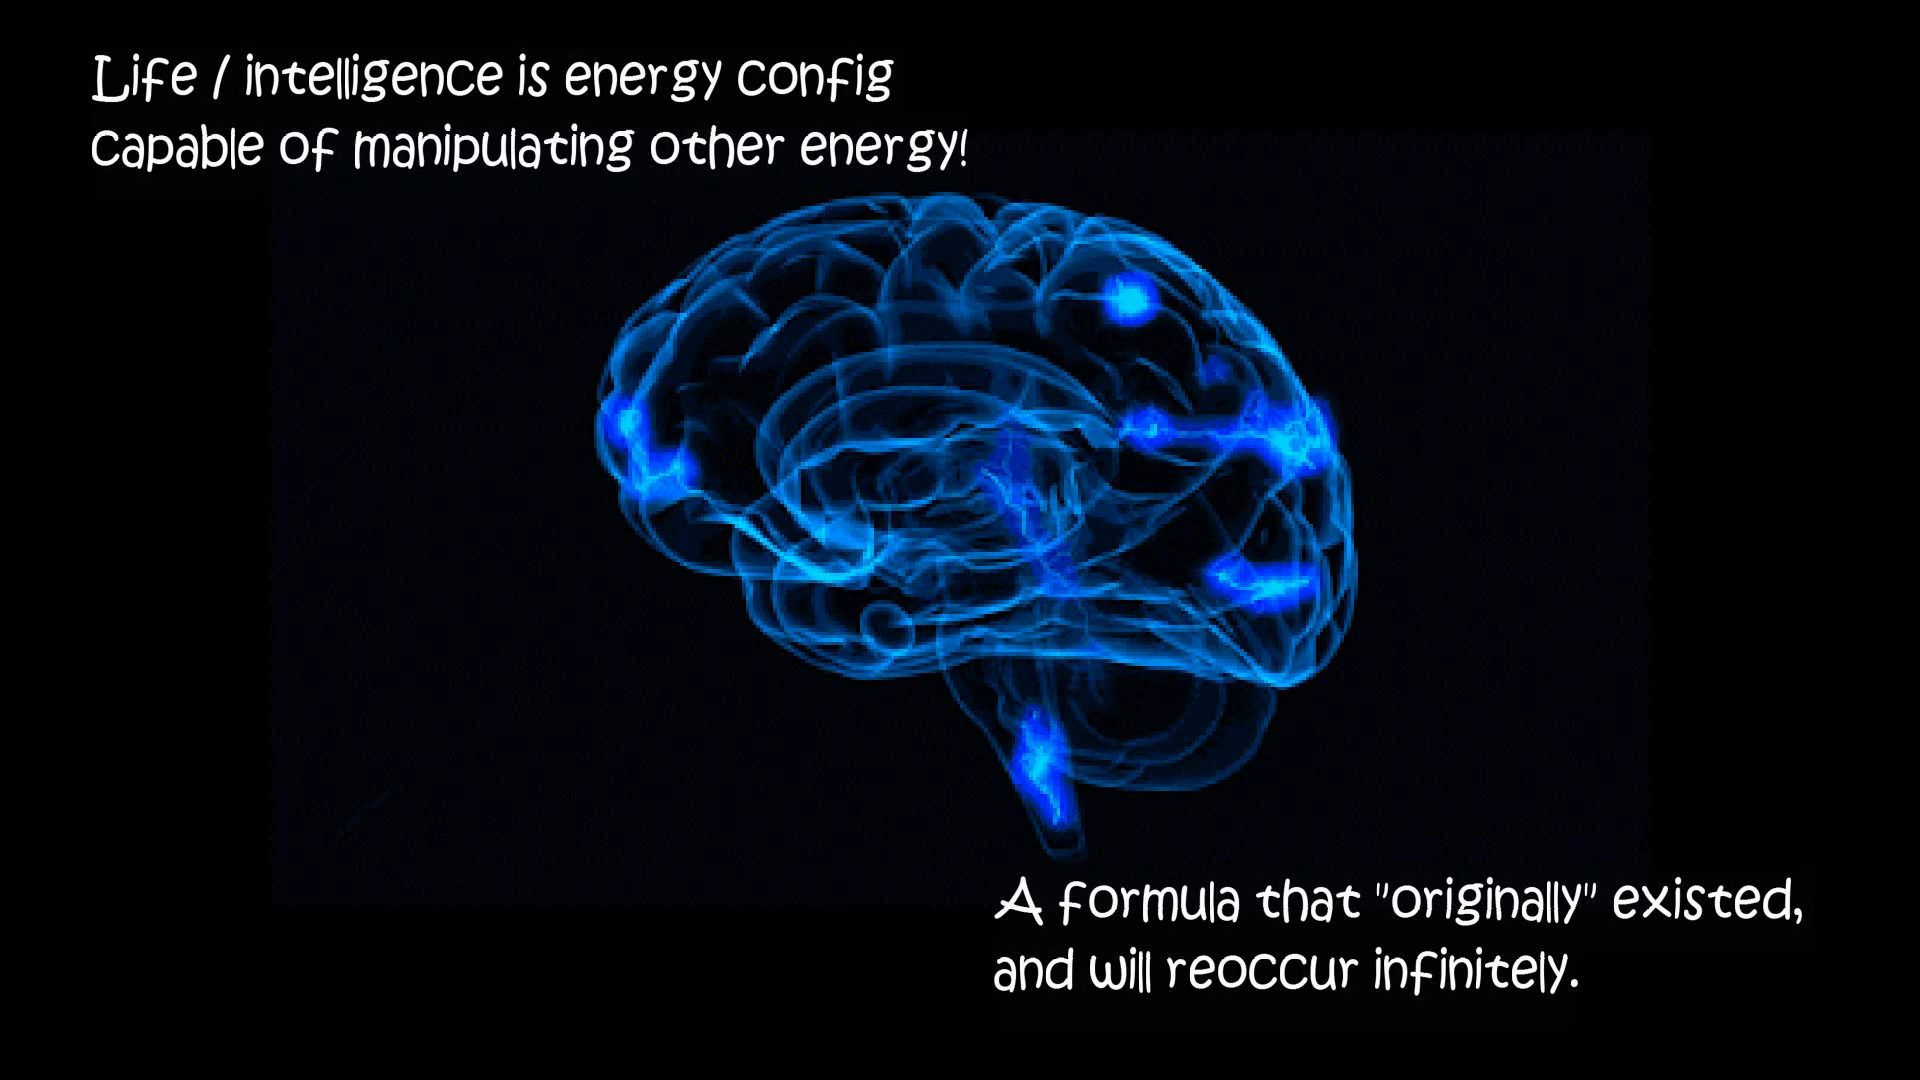 Life / intelligence is energy config
capable of manipulating other energy!
A formula that "originally" existed,
and will reoccur infinitely.